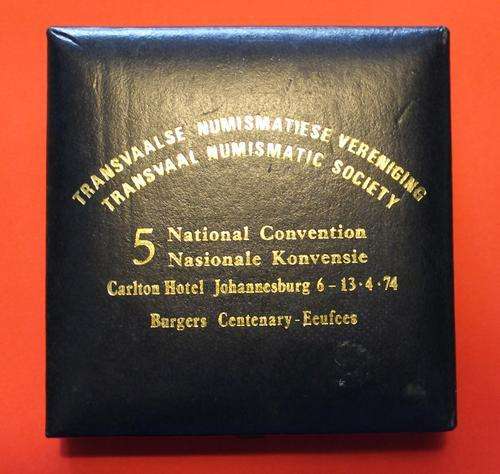 TRANSVAALSE NUMISMATIESE VERENIGING
TRANSVAAL NUMISMATIC SOCIETY
5 National Convention
Nasionale Konvensie
Carlton Hotel Johannesburg 6-13·4·74
Burgers Centenary-Eeufees